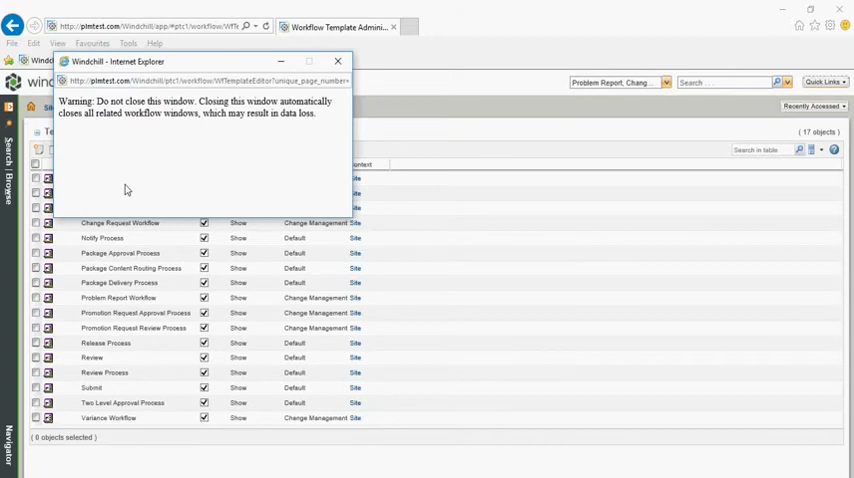 http://plmtest.com/Windchill/app/#ptc1/workflow/WfTe
Workflow Template Admini...
File Edit View Favourites Tools Help
Windchill - Internet Explorer
http://plmtest.com/Windchill/ptc1/workflow/WfTemplateEditor?unique_page_number=
Warning: Do not close this window. Closing this window automatically
closes all related workflow windows, which may result in data loss.
Problem Report, Chang...
Search ...
Quick Links
Recently Accessed
( 17 objects )
Search in table
Site
Site
Site
Change Request Workflow Show Change Management Site
Notify Process Show Default Site
Package Approval Process Show Default Site
Package Content Routing Process Show Default Site
Package Delivery Process Show Default Site
Problem Report Workflow Show Change Management Site
Promotion Request Approval Process Show Change Management Site
Promotion Request Review Process Show Change Management Site
Release Process Show Default Site
Review Show Default Site
Review Process Show Default Site
Submit Show Default Site
Two Level Approval Process Show Default Site
Variance Workflow Show Change Management Site
( 0 objects selected )
Search | Browse
Navigator